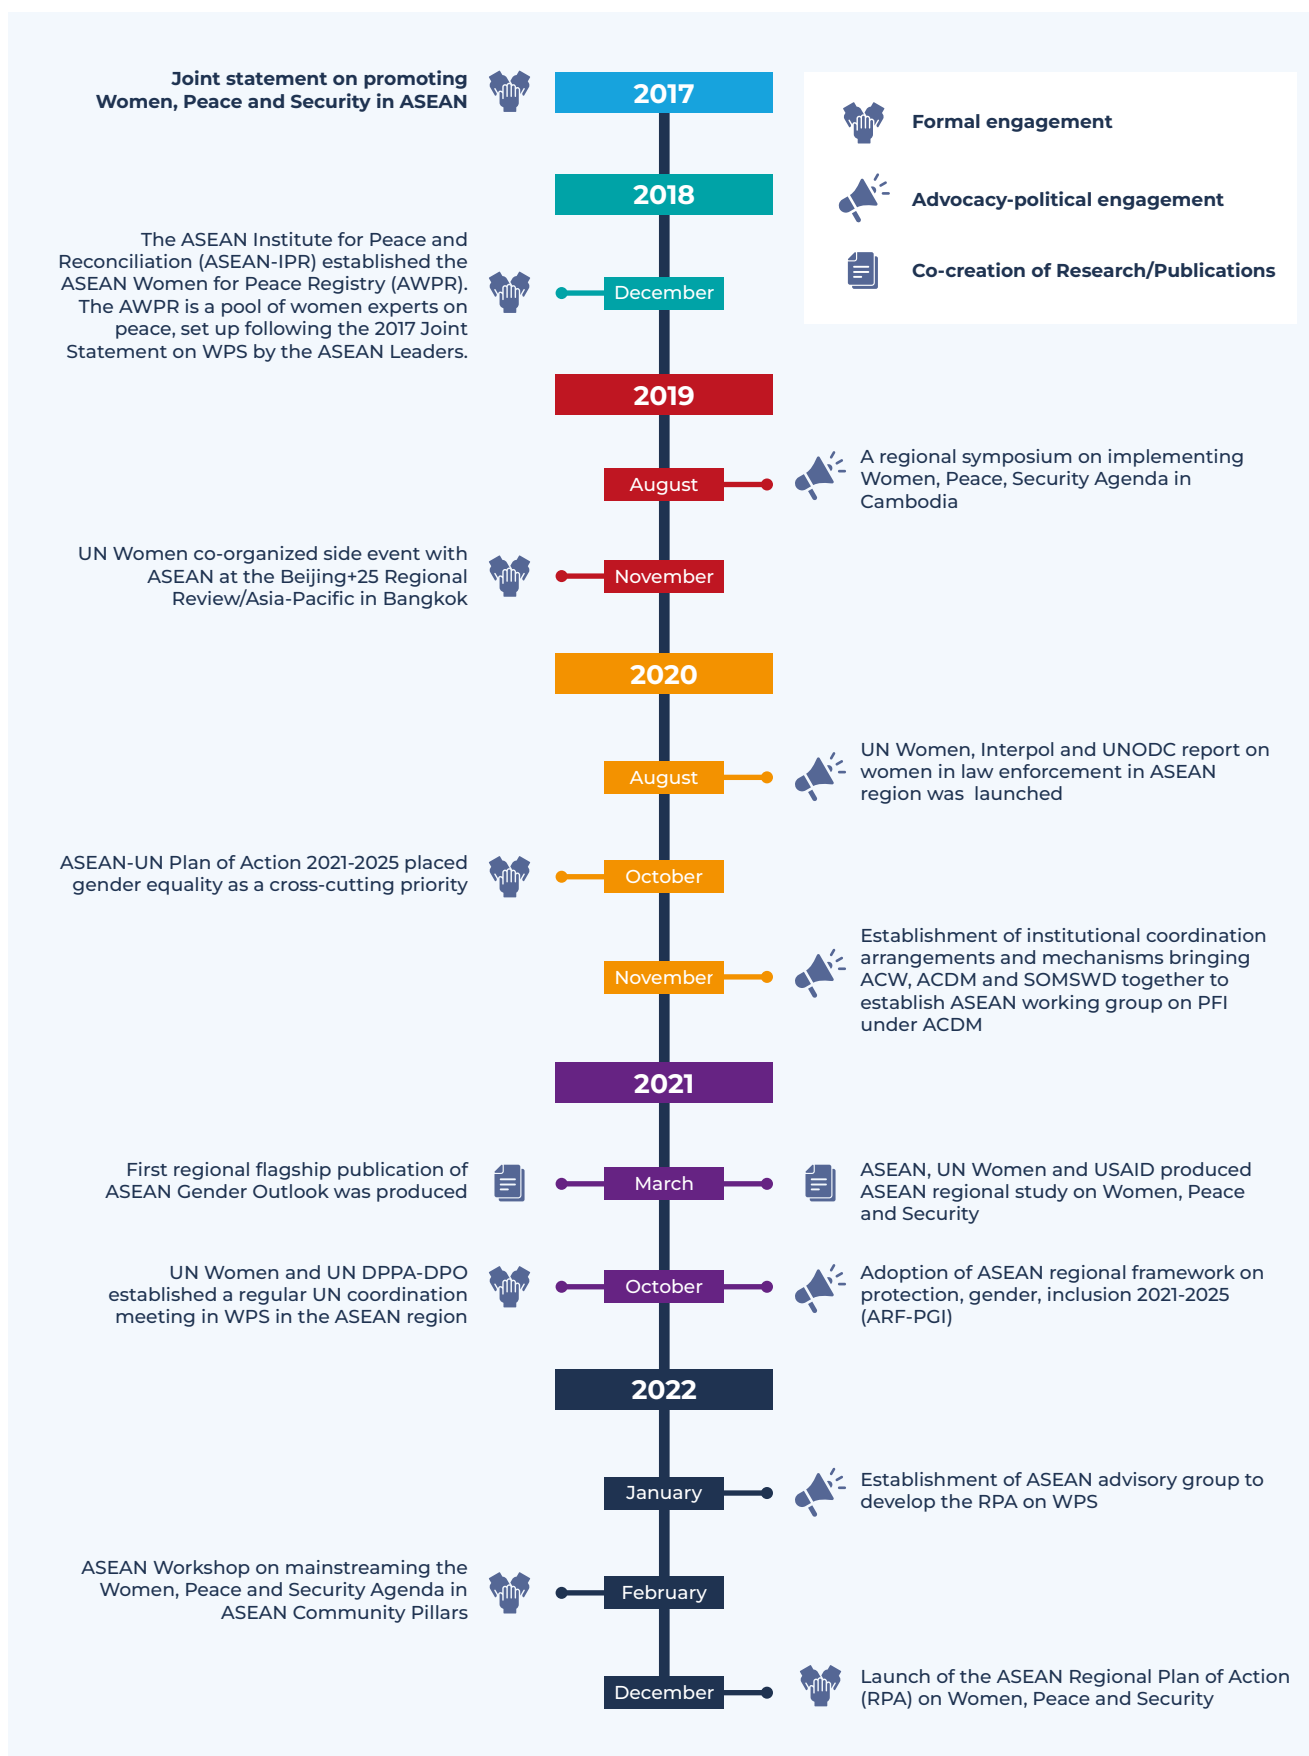 Joint statement on promoting
Women, Peace and Security in ASEAN
2017
Formal engagement
Advocacy-political engagement
Co-creation of Research/Publications
2018
The ASEAN Institute for Peace and
Reconciliation (ASEAN-IPR) established the
ASEAN Women for Peace Registry (AWPR).
The AWPR is a pool of women experts on
peace, set up following the 2017 Joint
Statement on WPS by the ASEAN Leaders.
December
2019
August
A regional symposium on implementing
Women, Peace, Security Agenda in
Cambodia
UN Women co-organized side event with
ASEAN at the Beijing+25 Regional
Review/Asia-Pacific in Bangkok
November
2020
August
UN Women, Interpol and UNODC report on
women in law enforcement in ASEAN
region was launched
ASEAN-UN Plan of Action 2021-2025 placed
gender equality as a cross-cutting priority
October
November
Establishment of institutional coordination
arrangements and mechanisms bringing
ACW, ACDM and SOMSWD together to
establish ASEAN working group on PFI
under ACDM
2021
First regional flagship publication of
ASEAN Gender Outlook was produced
March
ASEAN, UN Women and USAID produced
ASEAN regional study on Women, Peace
and Security
UN Women and UN DPPA-DPO
established a regular UN coordination
meeting in WPS in the ASEAN region
October
Adoption of ASEAN regional framework on
protection, gender, inclusion 2021-2025
(ARF-PGI)
2022
January
Establishment of ASEAN advisory group to
develop the RPA on WPS
ASEAN Workshop on mainstreaming the
Women, Peace and Security Agenda in
ASEAN Community Pillars
February
December
Launch of the ASEAN Regional Plan of Action
(RPA) on Women, Peace and Security